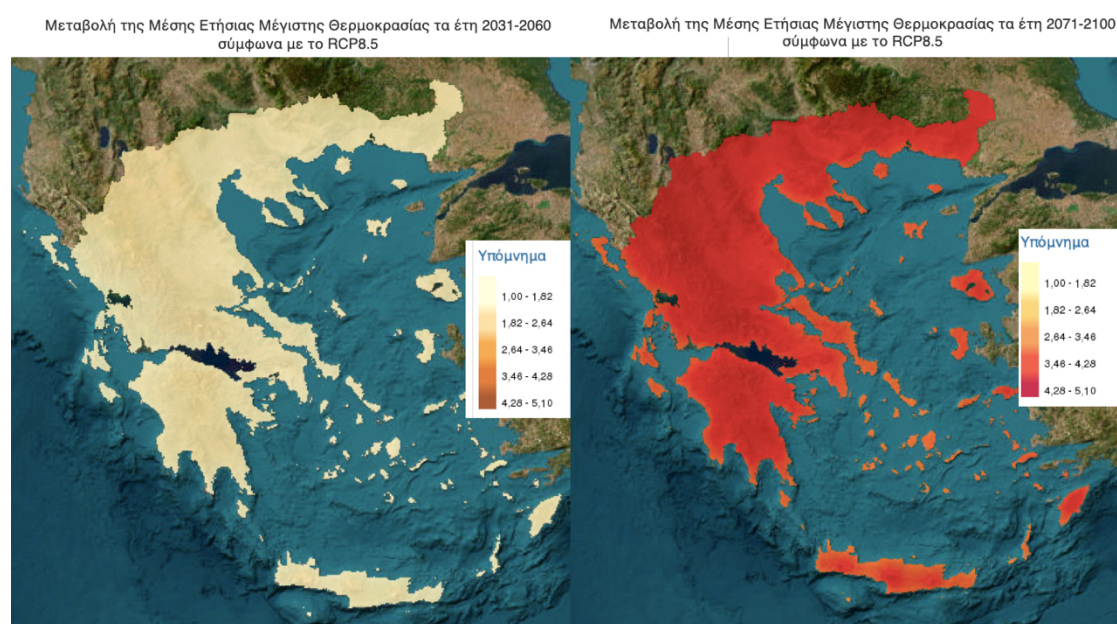 Μεταβολή της Μέσης Ετήσιας Μέγιστης Θερμοκρασίας τα έτη 2031-2060
σύμφωνα με το RCP8.5
Μεταβολή της Μέσης Ετήσιας Μέγιστης Θερμοκρασίας τα έτη 2071-2100
σύμφωνα με το RCP8.5
Υπόμνημα
1,00 - 1,82
1,82 - 2,64
2,64 - 3,46
3,46 - 4,28
4,28 - 5,10
Υπόμνημα
1,00 - 1,82
1,82 - 2,64
2,64 - 3,46
3,46 - 4,28
4,28 - 5,10